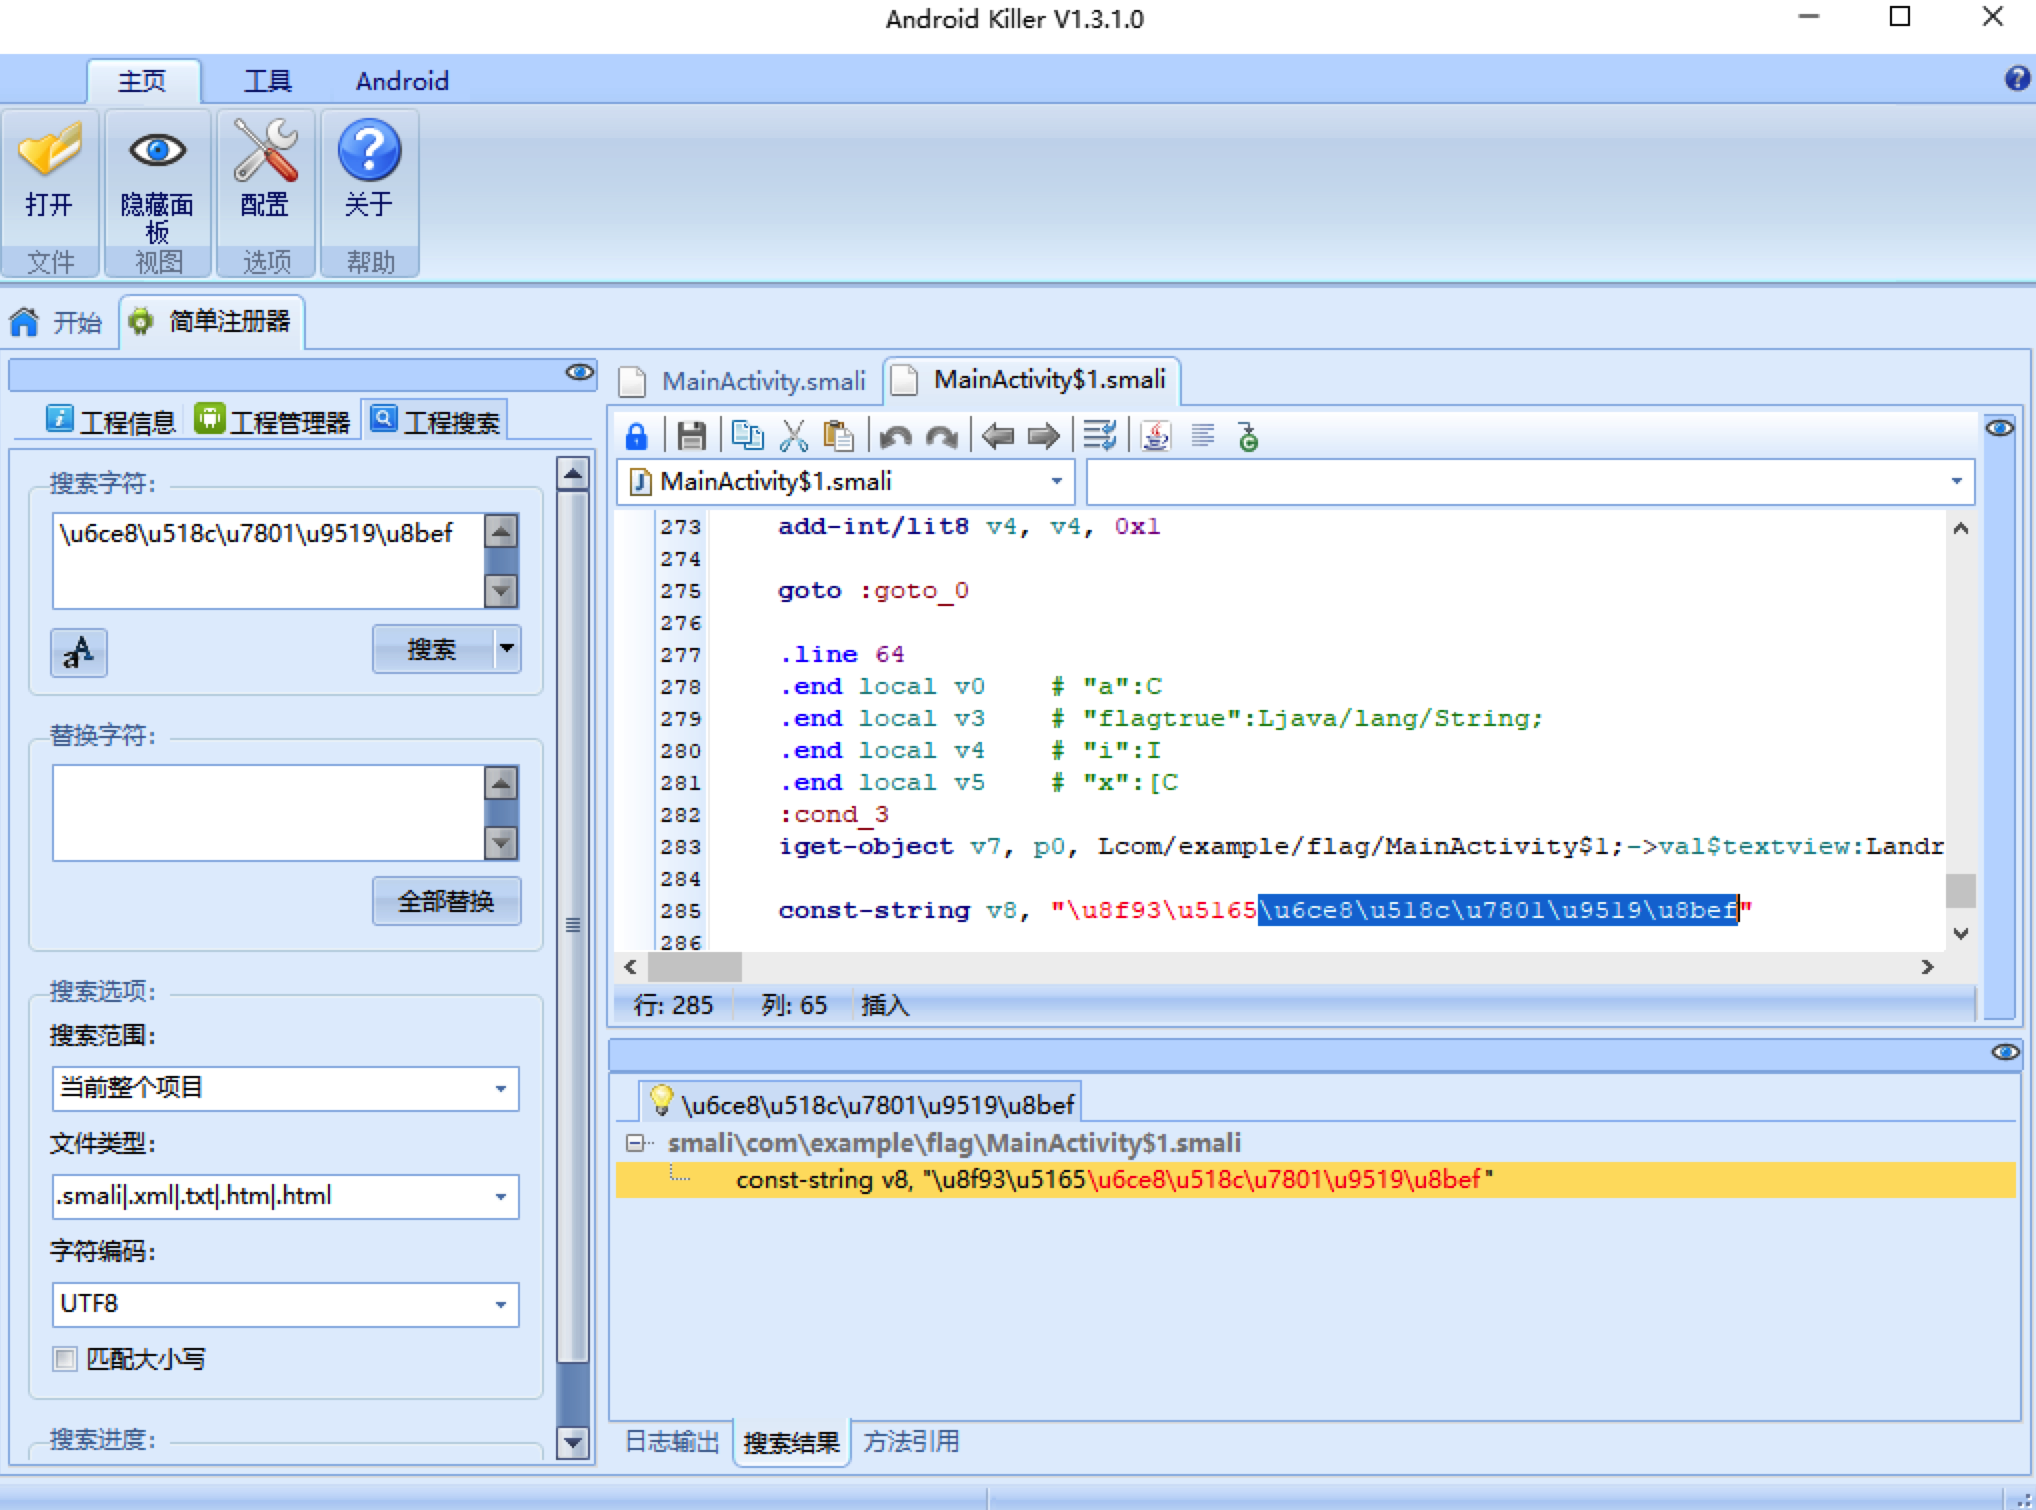 Android Killer V1.3.1.0
主页 工具 Android
打开 隐藏面板 配置 关于
文件 视图 选项 帮助
开始 简单注册器
工程信息 工程管理器 工程搜索
搜索字符:
\u6ce8\u518c\u7801\u9519\u8bef
aA
搜索
替换字符:
全部替换
搜索选项:
搜索范围:
当前整个项目
文件类型:
.smali|.xml|.txt|.htm|.html
字符编码:
UTF8
匹配大小写
搜索进度:
MainActivity.smali MainActivity$1.smali
MainActivity$1.smali
273 add-int/lit8 v4, v4, 0x1
274
275 goto :goto_0
276
277 .line 64
278 .end local v0 # "a":C
279 .end local v3 # "flagtrue":Ljava/lang/String;
280 .end local v4 # "i":I
281 .end local v5 # "x":[C
282 :cond_3
283 iget-object v7, p0, Lcom/example/flag/MainActivity$1;->val$textview:Landr
284
285 const-string v8, "\u8f93\u5165\u6ce8\u518c\u7801\u9519\u8bef"
286
行: 285 列: 65 插入
\u6ce8\u518c\u7801\u9519\u8bef
smali\com\example\flag\MainActivity$1.smali
const-string v8, "\u8f93\u5165\u6ce8\u518c\u7801\u9519\u8bef"
日志输出 搜索结果 方法引用